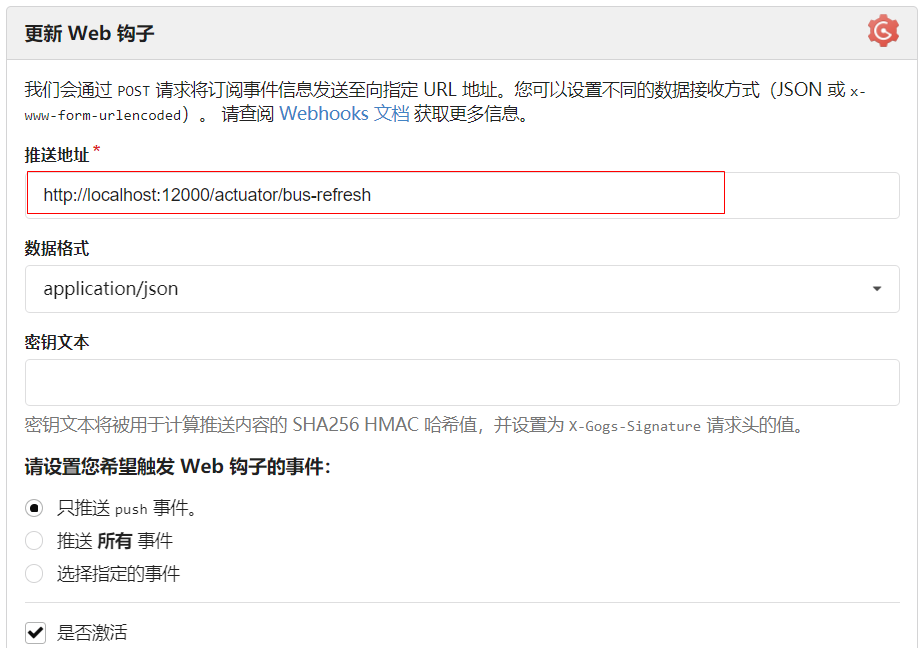 更新 Web 钩子
我们会通过 POST 请求将订阅事件信息发送至向指定 URL 地址。您可以设置不同的数据接收方式（JSON 或 x-
www-form-urlencoded）。 请查阅 Webhooks 文档 获取更多信息。
推送地址*
http://localhost:12000/actuator/bus-refresh
数据格式
application/json
密钥文本
密钥文本将被用于计算推送内容的 SHA256 HMAC 哈希值，并设置为 X-Gogs-Signature 请求头的值。
请设置您希望触发 Web 钩子的事件：
只推送 push 事件。
推送 所有 事件
选择指定的事件
是否激活